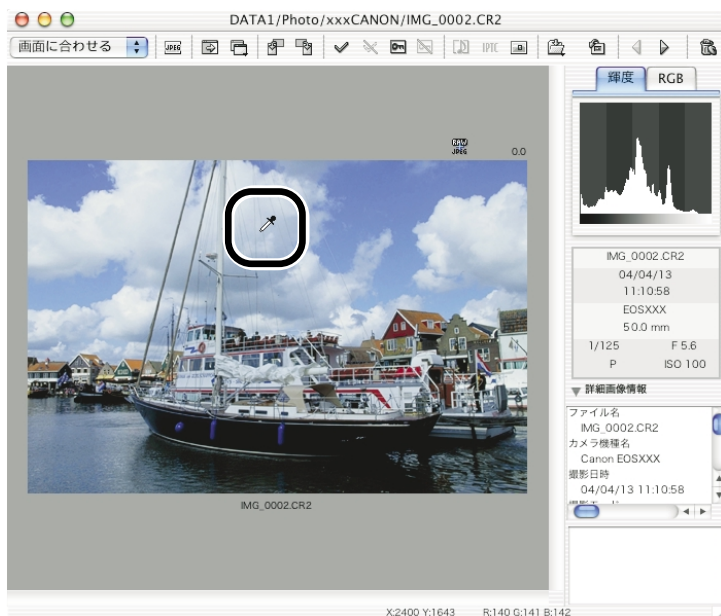 DATA1/Photo/xxxCANON/IMG_0002.CR2
画面に合わせる
JPEG
IPTC
輝度 RGB
RAW
JPEG
0.0
IMG_0002.CR2
04/04/13
11:10:58
EOSXXX
50.0 mm
1/125 F 5.6
P ISO 100
詳細画像情報
ファイル名
IMG_0002.CR2
カメラ機種名
Canon EOSXXX
撮影日時
04/04/13 11:10:58
IMG_0002.CR2
X:2400 Y:1643 R:140 G:141 B:142